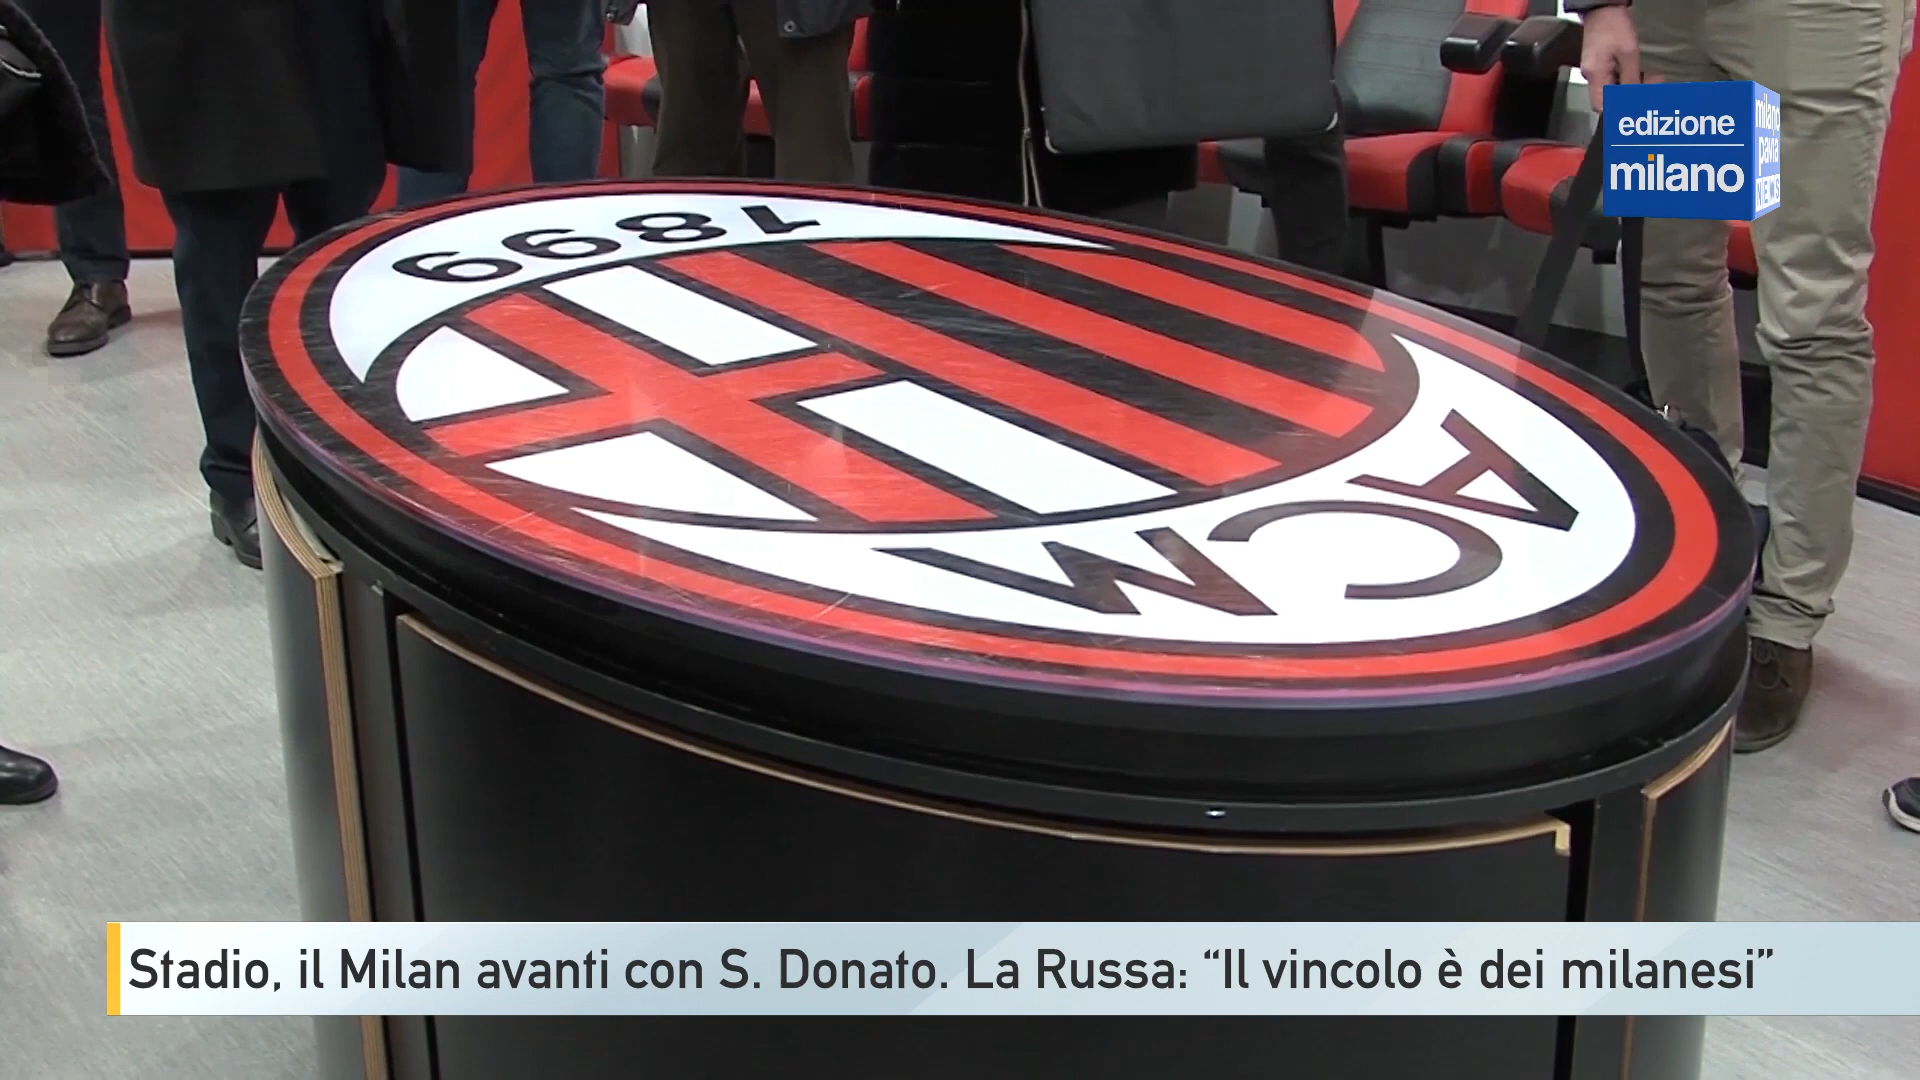 1899
ACM
edizione
milano
milano
pavia
NEWS
Stadio, il Milan avanti con S. Donato. La Russa: “Il vincolo è dei milanesi”